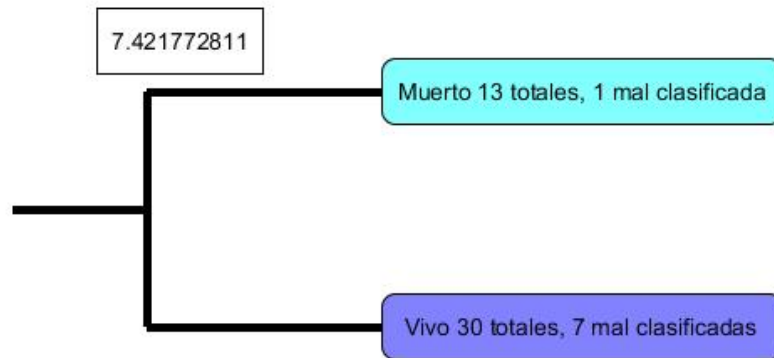 7.421772811
Muerto 13 totales, 1 mal clasificada
Vivo 30 totales, 7 mal clasificadas